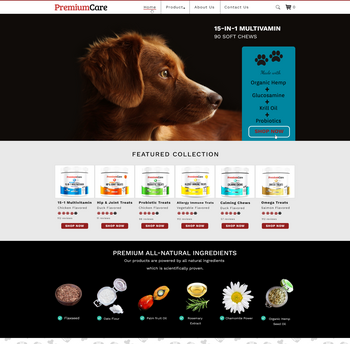 PremiumCare
Home Products About Us Contact Us
0
15-IN-1 MULTIVAMIN
90 SOFT CHEWS
Made with
Organic Hemp
+
Glucosamine
+
Krill Oil
+
Probiotics
SHOP NOW
FEATURED COLLECTION
15-1 Multivitamin
Chicken Flavored
SHOP NOW
Hip & Joint Treats
Duck Flavored
SHOP NOW
Probiotic Treats
Chicken Flavored
SHOP NOW
Allergy Immune Treats
Vegetable Flavored
SHOP NOW
Calming Chews
Duck Flavored
SHOP NOW
Omega Treats
Salmon Flavored
SHOP NOW
PREMIUM ALL-NATURAL INGREDIENTS
Our products are powered by all natural ingredients
which is scientifically proven.
Flaxseed
Oats Flour
Palm Fruit Oil
Rosemary
Extract
Chamomile Flower
Organic Hemp
Seed Oil